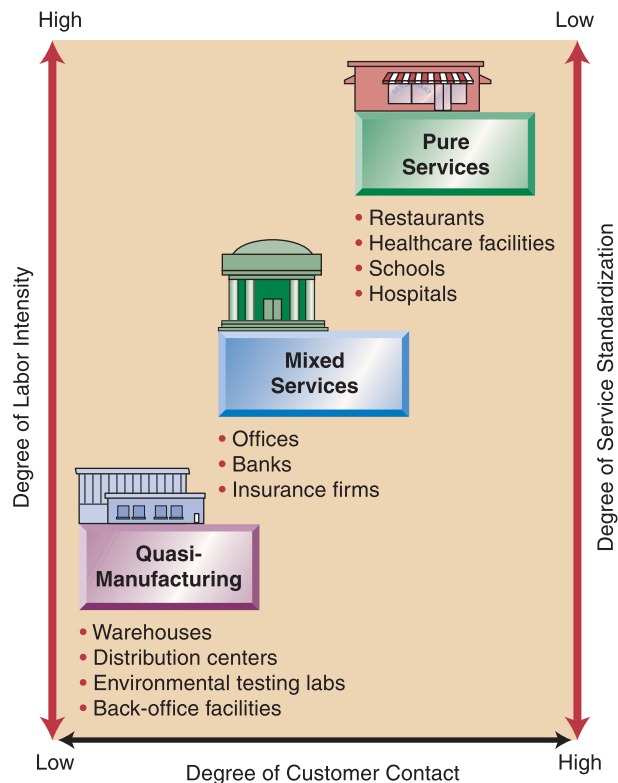 High
Low
Pure
Services
• Restaurants
• Healthcare facilities
• Schools
• Hospitals
Degree of Labor Intensity
Degree of Service Standardization
Mixed
Services
• Offices
• Banks
• Insurance firms
Quasi-
Manufacturing
• Warehouses
• Distribution centers
• Environmental testing labs
• Back-office facilities
Low
High
Degree of Customer Contact